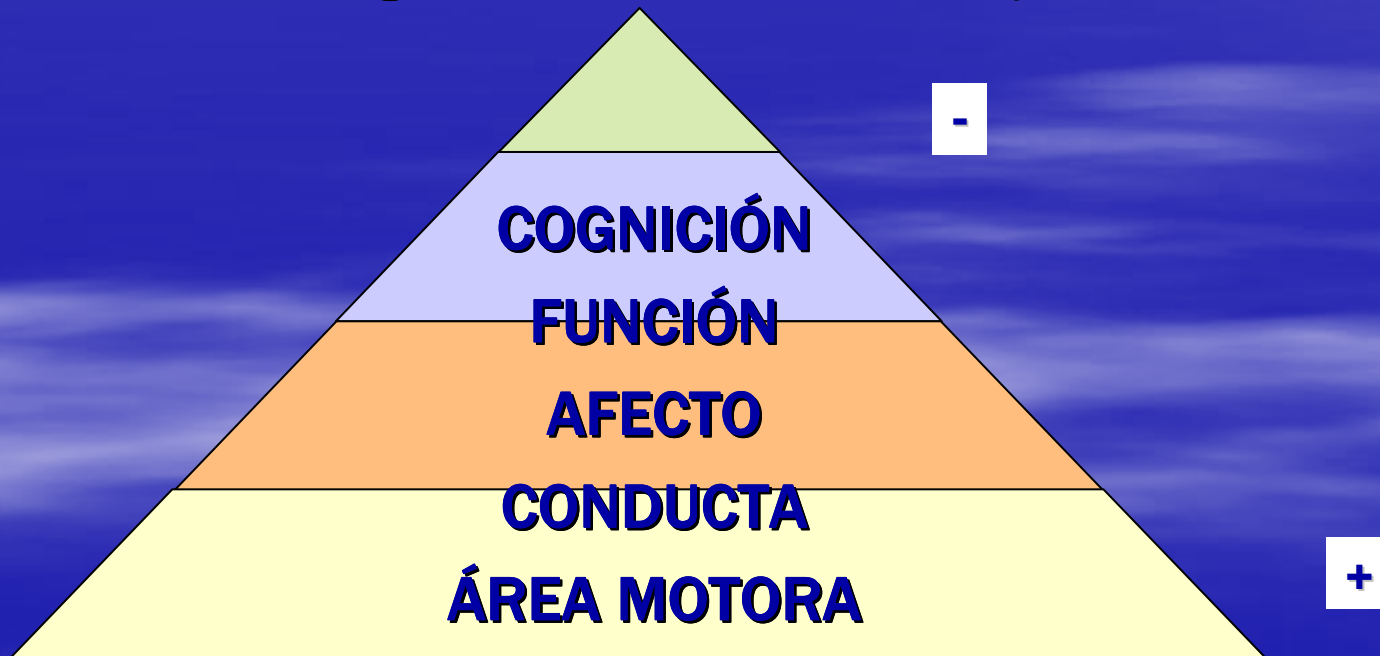 -
COGNICIÓN
FUNCIÓN
AFECTO
CONDUCTA
+
ÁREA MOTORA